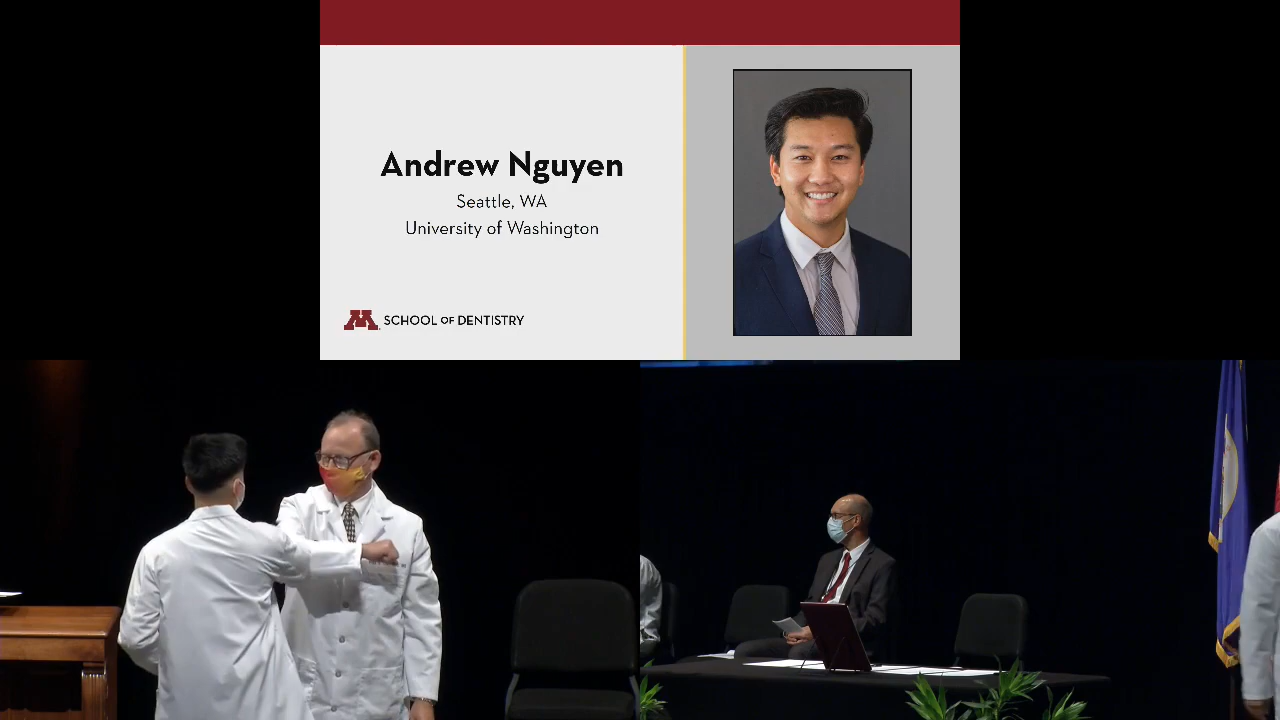 Andrew Nguyen
Seattle, WA
University of Washington
M SCHOOL OF DENTISTRY